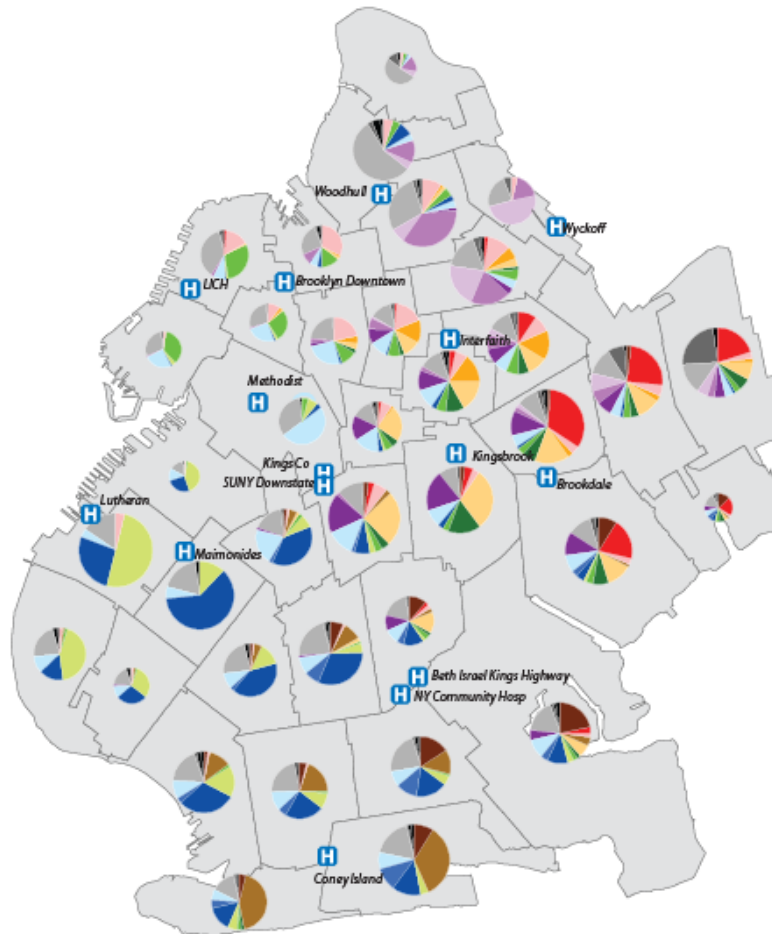 Woodhull
H
H
Wyckoff
H
LICH
H
Brooklyn Downtown
H
Interfaith
Methodist
H
Kings Co
SUNY Downstate
H
H
H
Kingsbrook
H
Brookdale
Lutheran
H
H
Maimonides
H
Beth Israel Kings Highway
H
NY Community Hosp
H
Coney Island